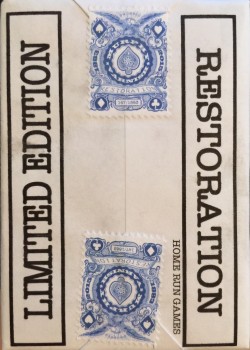 LIMITED EDITION
RESTORATION
HOME RUN GAMES